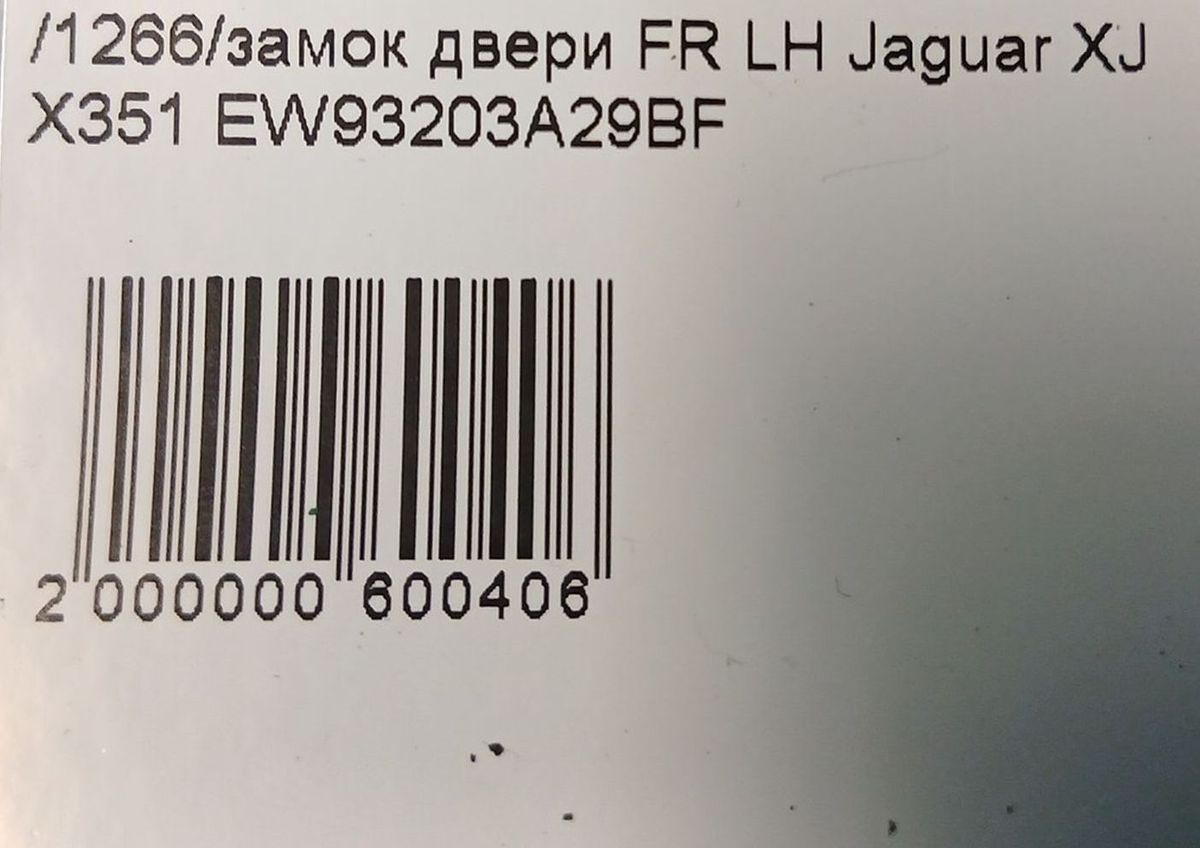 /1266/замок двери FR LH Jaguar XJ
X351 EW93203A29BF
2 000000 600406